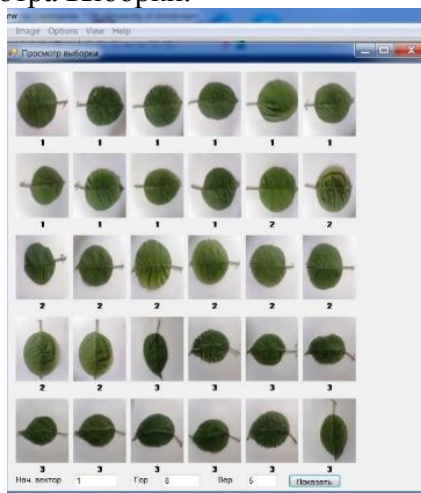 Image Options View Help
Просмотр выборки
1 1 1 1 1 1
1 1 1 1 2 2
2 2 2 2 2 2
2 2 3 3 3 3
3 3 3 3 3 3
Нач. вектор 1 Гор 6 Вер 5 Показать